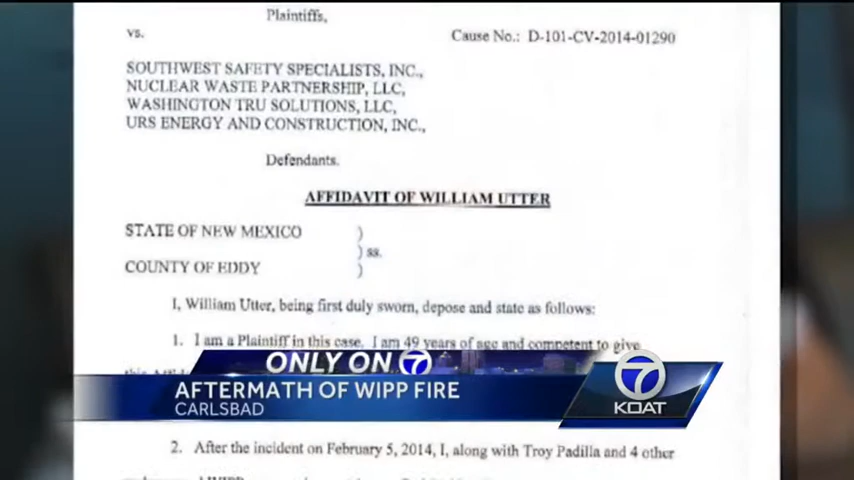 Plaintiffs,
vs. Cause No.: D-101-CV-2014-01290
SOUTHWEST SAFETY SPECIALISTS, INC.,
NUCLEAR WASTE PARTNERSHIP, LLC,
WASHINGTON TRU SOLUTIONS, LLC,
URS ENERGY AND CONSTRUCTION, INC.,
Defendants.
AFFIDAVIT OF WILLIAM UTTER
STATE OF NEW MEXICO )
) ss.
COUNTY OF EDDY )
I, William Utter, being first duly sworn, depose and state as follows:
1. I am a Plaintiff in this case. I am 49 years of age and competent to give
ONLY ON 7
AFTERMATH OF WIPP FIRE
CARLSBAD
7
KOAT
2. After the incident on February 5, 2014, I, along with Troy Padilla and 4 other